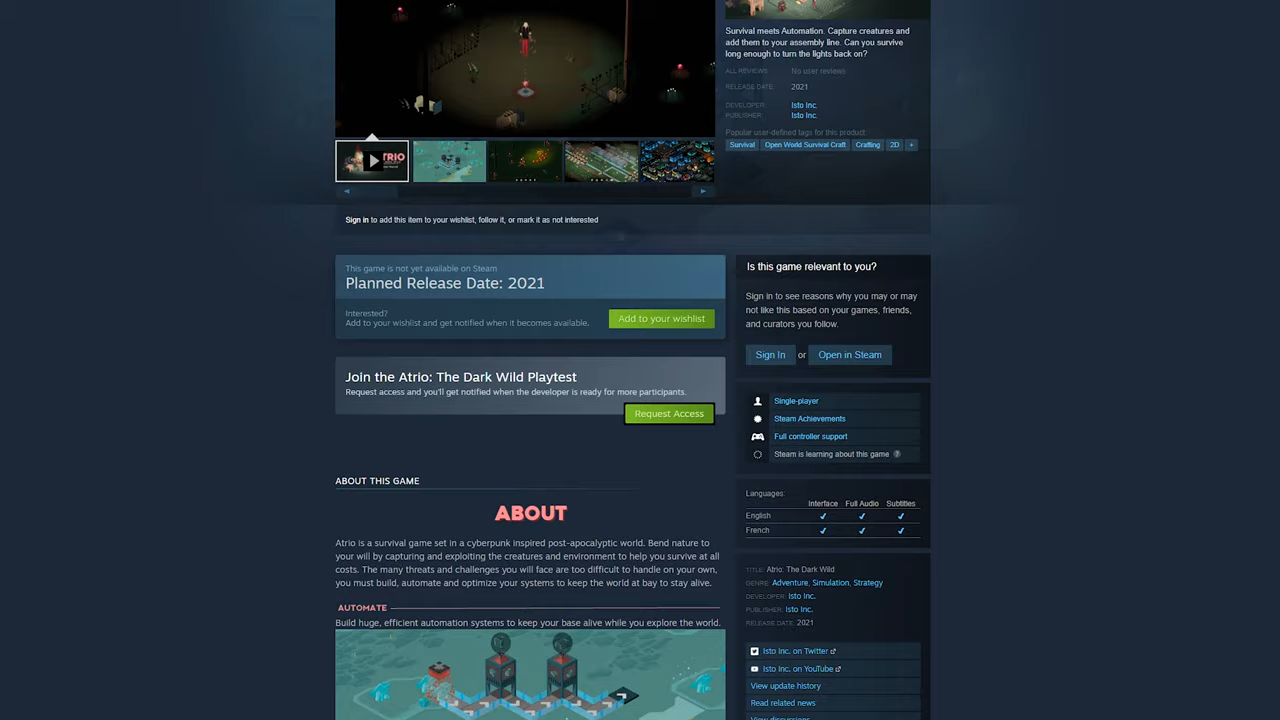 Survival meets Automation. Capture creatures and
add them to your assembly line. Can you survive
long enough to turn the lights back on?
ALL REVIEWS: No user reviews
RELEASE DATE: 2021
DEVELOPER: Isto Inc.
PUBLISHER: Isto Inc.
Popular user-defined tags for this product:
Survival Open World Survival Craft Crafting 2D +
TRIO
Sign in to add this item to your wishlist, follow it, or mark it as not interested
This game is not yet available on Steam
Planned Release Date: 2021
Interested?
Add to your wishlist and get notified when it becomes available.
Add to your wishlist
Join the Atrio: The Dark Wild Playtest
Request access and you'll get notified when the developer is ready for more participants.
Request Access
ABOUT THIS GAME
ABOUT
Atrio is a survival game set in a cyberpunk inspired post-apocalyptic world. Bend nature to
your will by capturing and exploiting the creatures and environment to help you survive at all
costs. The many threats and challenges you will face are too difficult to handle on your own,
you must build, automate and optimize your systems to keep the world at bay to stay alive.
AUTOMATE
Build huge, efficient automation systems to keep your base alive while you explore the world.
Is this game relevant to you?
Sign in to see reasons why you may or may
not like this based on your games, friends,
and curators you follow.
Sign In or Open in Steam
Single-player
Steam Achievements
Full controller support
Steam is learning about this game ?
Languages:
Interface Full Audio Subtitles
English ✔ ✔ ✔
French ✔ ✔ ✔
TITLE: Atrio: The Dark Wild
GENRE: Adventure, Simulation, Strategy
DEVELOPER: Isto Inc.
PUBLISHER: Isto Inc.
RELEASE DATE: 2021
Isto Inc. on Twitter
Isto Inc. on YouTube
View update history
Read related news
View discussions